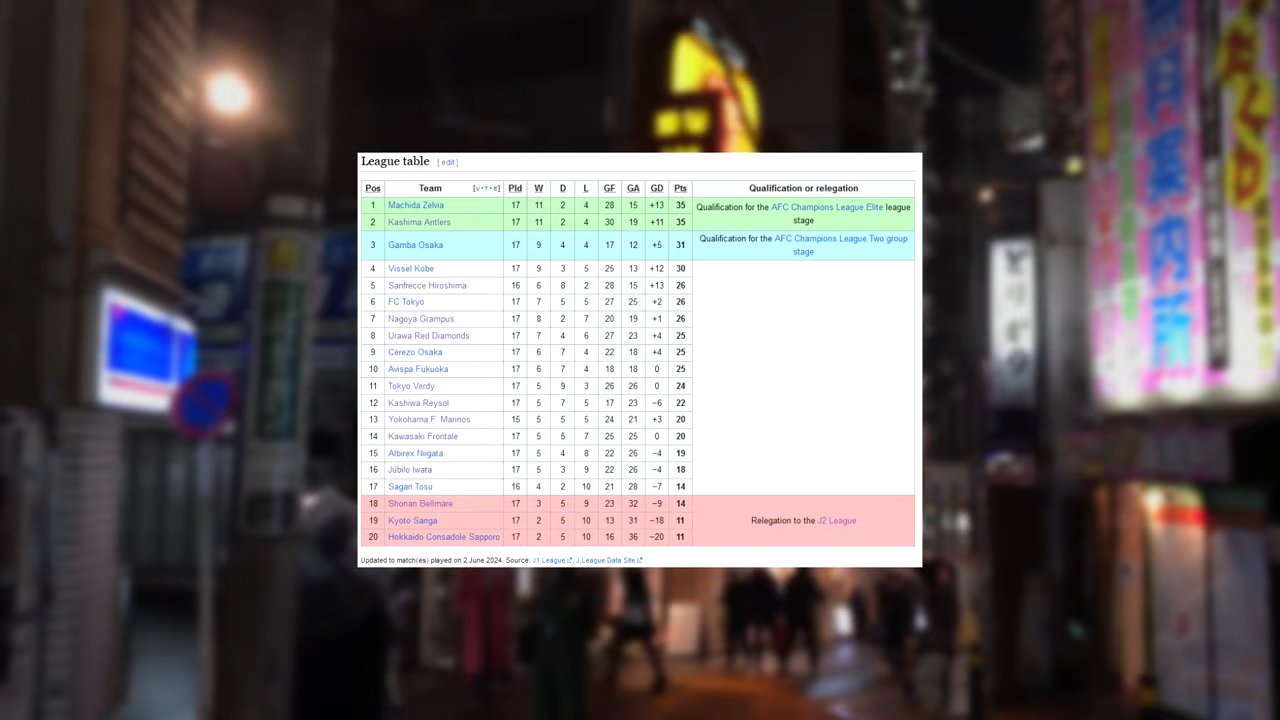 League table [ edit ]
Pos Team [V • T • E] Pld W D L GF GA GD Pts Qualification or relegation
1 Machida Zelvia 17 11 2 4 28 15 +13 35 Qualification for the AFC Champions League Elite league stage
2 Kashima Antlers 17 11 2 4 30 19 +11 35
3 Gamba Osaka 17 9 4 4 17 12 +5 31 Qualification for the AFC Champions League Two group stage
4 Vissel Kobe 17 9 3 5 25 13 +12 30
5 Sanfrecce Hiroshima 16 6 8 2 28 15 +13 26
6 FC Tokyo 17 7 5 5 27 25 +2 26
7 Nagoya Grampus 17 8 2 7 20 19 +1 26
8 Urawa Red Diamonds 17 7 4 6 27 23 +4 25
9 Cerezo Osaka 17 6 7 4 22 18 +4 25
10 Avispa Fukuoka 17 6 7 4 18 18 0 25
11 Tokyo Verdy 17 5 9 3 26 26 0 24
12 Kashiwa Reysol 17 5 7 5 17 23 −6 22
13 Yokohama F. Marinos 15 5 5 5 24 21 +3 20
14 Kawasaki Frontale 17 5 5 7 25 25 0 20
15 Albirex Niigata 17 5 4 8 22 26 −4 19
16 Júbilo Iwata 17 5 3 9 22 26 −4 18
17 Sagan Tosu 16 4 2 10 21 28 −7 14
18 Shonan Bellmare 17 3 5 9 23 32 −9 14 Relegation to the J2 League
19 Kyoto Sanga 17 2 5 10 13 31 −18 11
20 Hokkaido Consadole Sapporo 17 2 5 10 16 36 −20 11
Updated to match(es) played on 2 June 2024. Source: J1 League, J.League Data Site